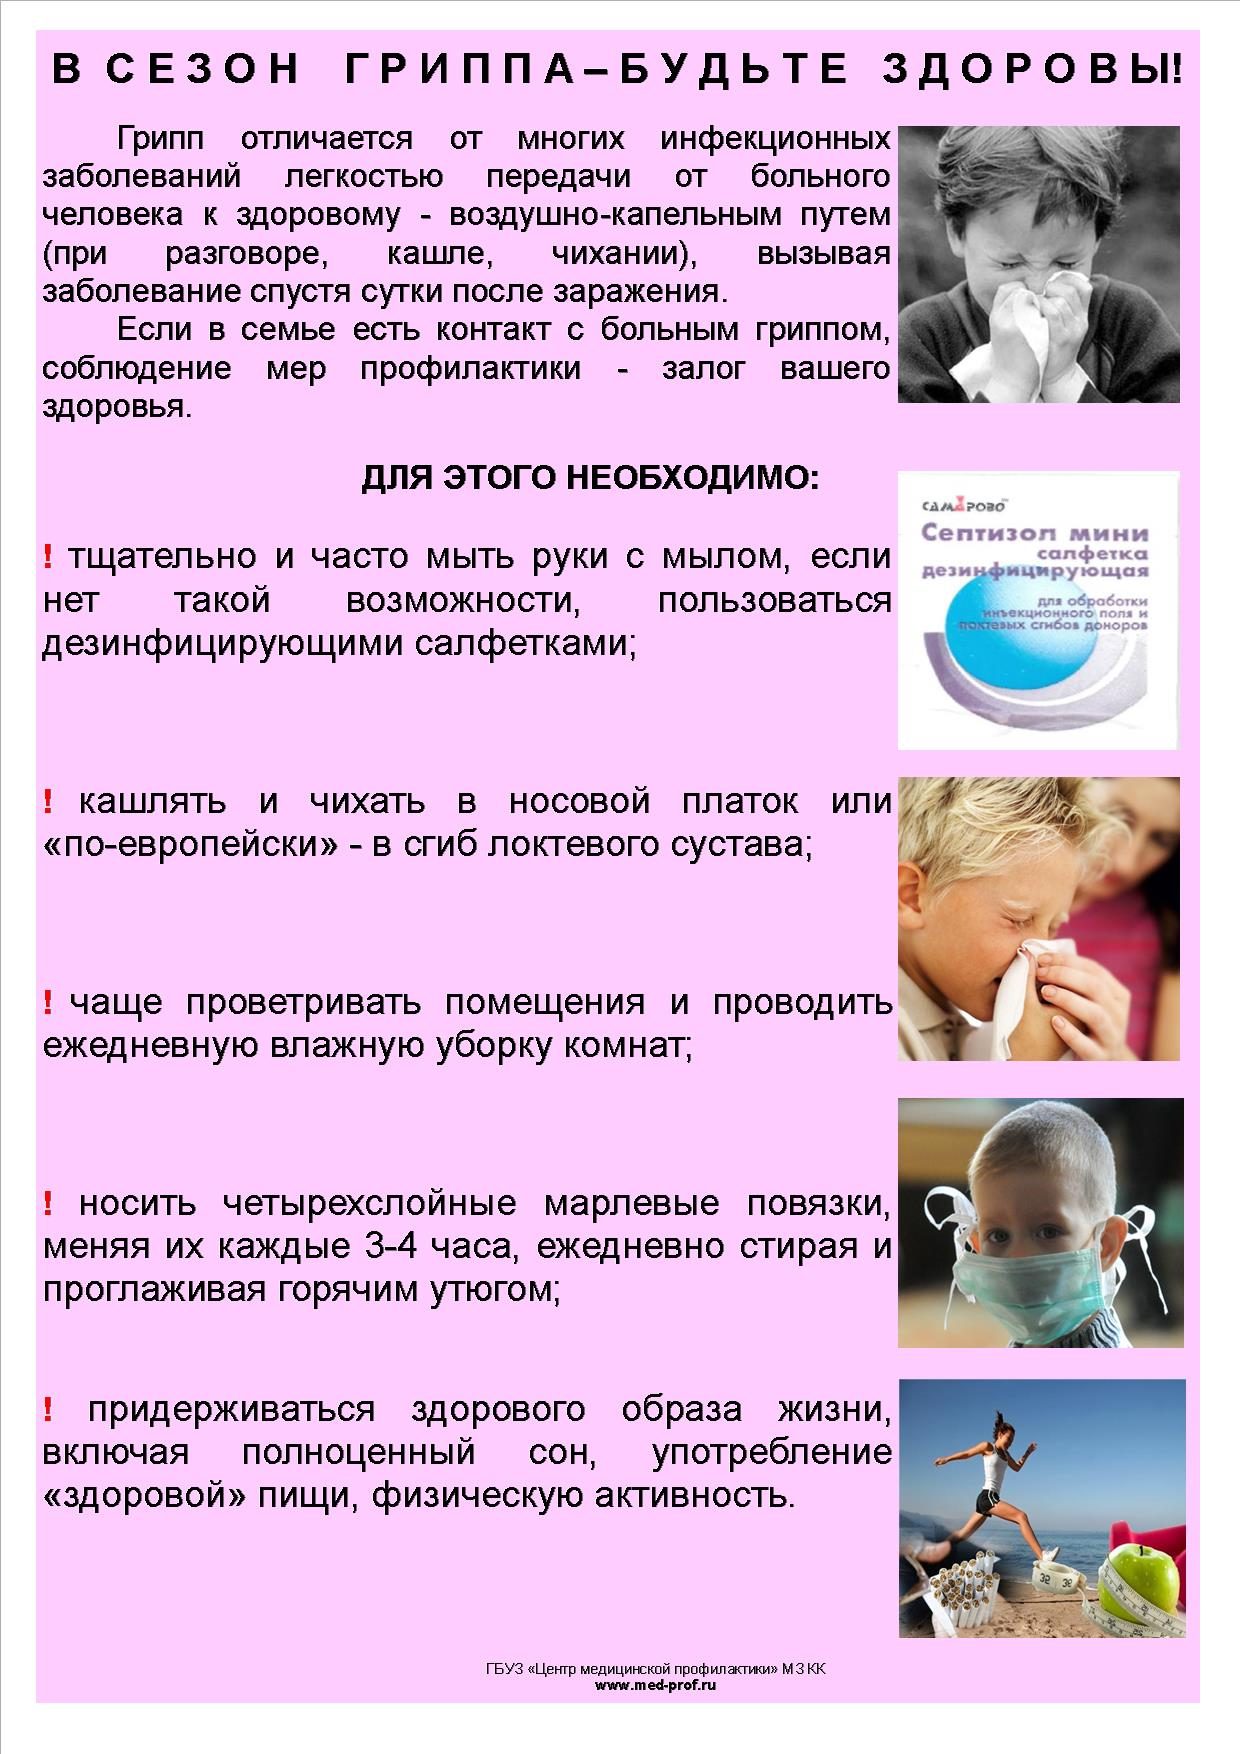 В СЕЗОН ГРИППА – БУДЬТЕ ЗДОРОВЫ!
Грипп отличается от многих инфекционных
заболеваний легкостью передачи от больного
человека к здоровому - воздушно-капельным путем
(при разговоре, кашле, чихании), вызывая
заболевание спустя сутки после заражения.
Если в семье есть контакт с больным гриппом,
соблюдение мер профилактики - залог вашего
здоровья.
ДЛЯ ЭТОГО НЕОБХОДИМО:
! тщательно и часто мыть руки с мылом, если
нет такой возможности, пользоваться
дезинфицирующими салфетками;
САМАРОВО
Септизол мини
салфетка
дезинфицирующая
для обработки
инъекционного поля и
локтевых сгибов доноров
! кашлять и чихать в носовой платок или
«по-европейски» - в сгиб локтевого сустава;
! чаще проветривать помещения и проводить
ежедневную влажную уборку комнат;
! носить четырехслойные марлевые повязки,
меняя их каждые 3-4 часа, ежедневно стирая и
проглаживая горячим утюгом;
! придерживаться здорового образа жизни,
включая полноценный сон, употребление
«здоровой» пищи, физическую активность.
ГБУЗ «Центр медицинской профилактики» МЗ КК
www.med-prof.ru